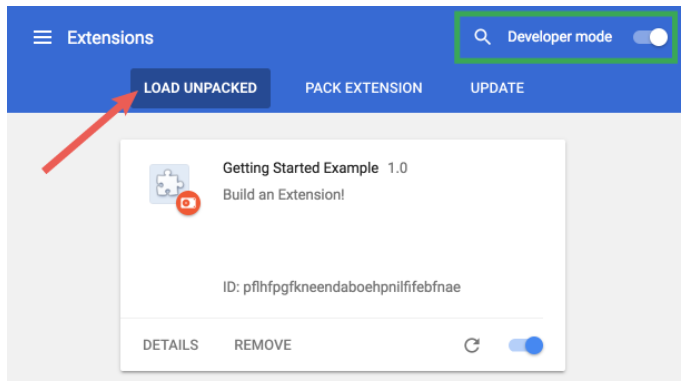 Extensions
Developer mode
LOAD UNPACKED PACK EXTENSION UPDATE
Getting Started Example 1.0
Build an Extension!
ID: pflhfpgfkneendaboehpnilfifebfnae
DETAILS REMOVE